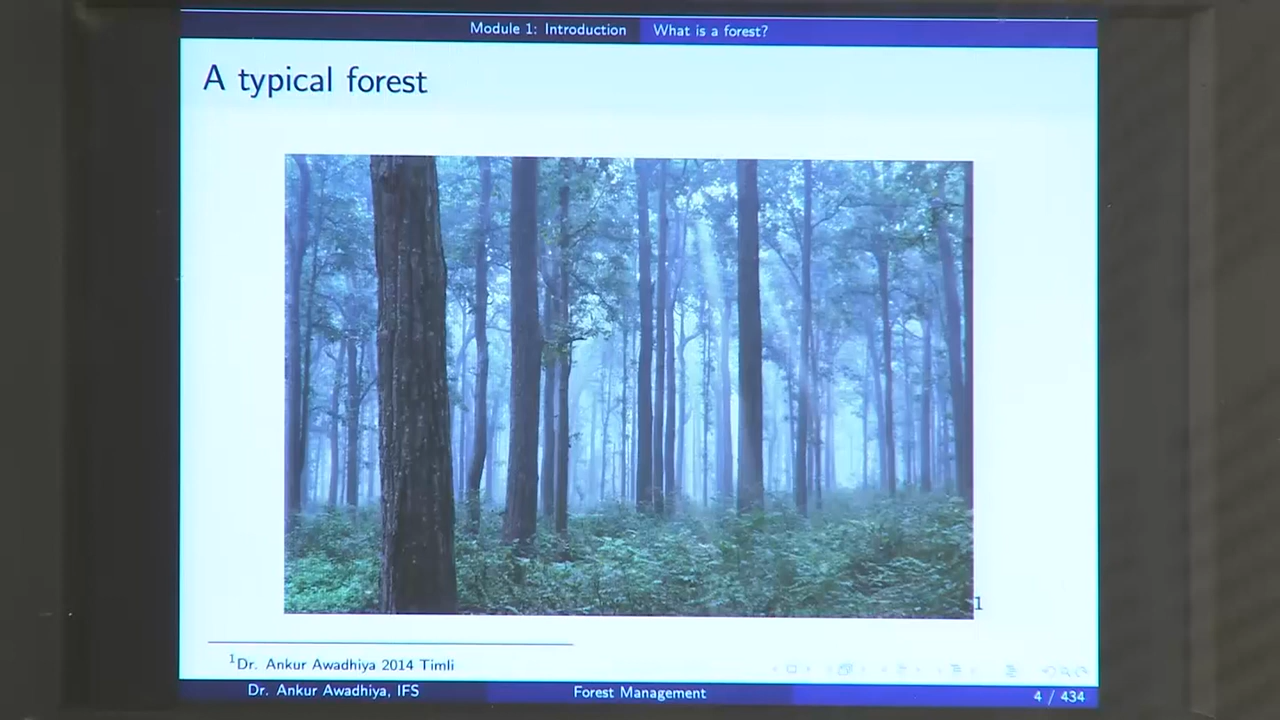 Module 1: Introduction What is a forest?
A typical forest
1
1Dr. Ankur Awadhiya 2014 Timli
Dr. Ankur Awadhiya, IFS Forest Management 4 / 434